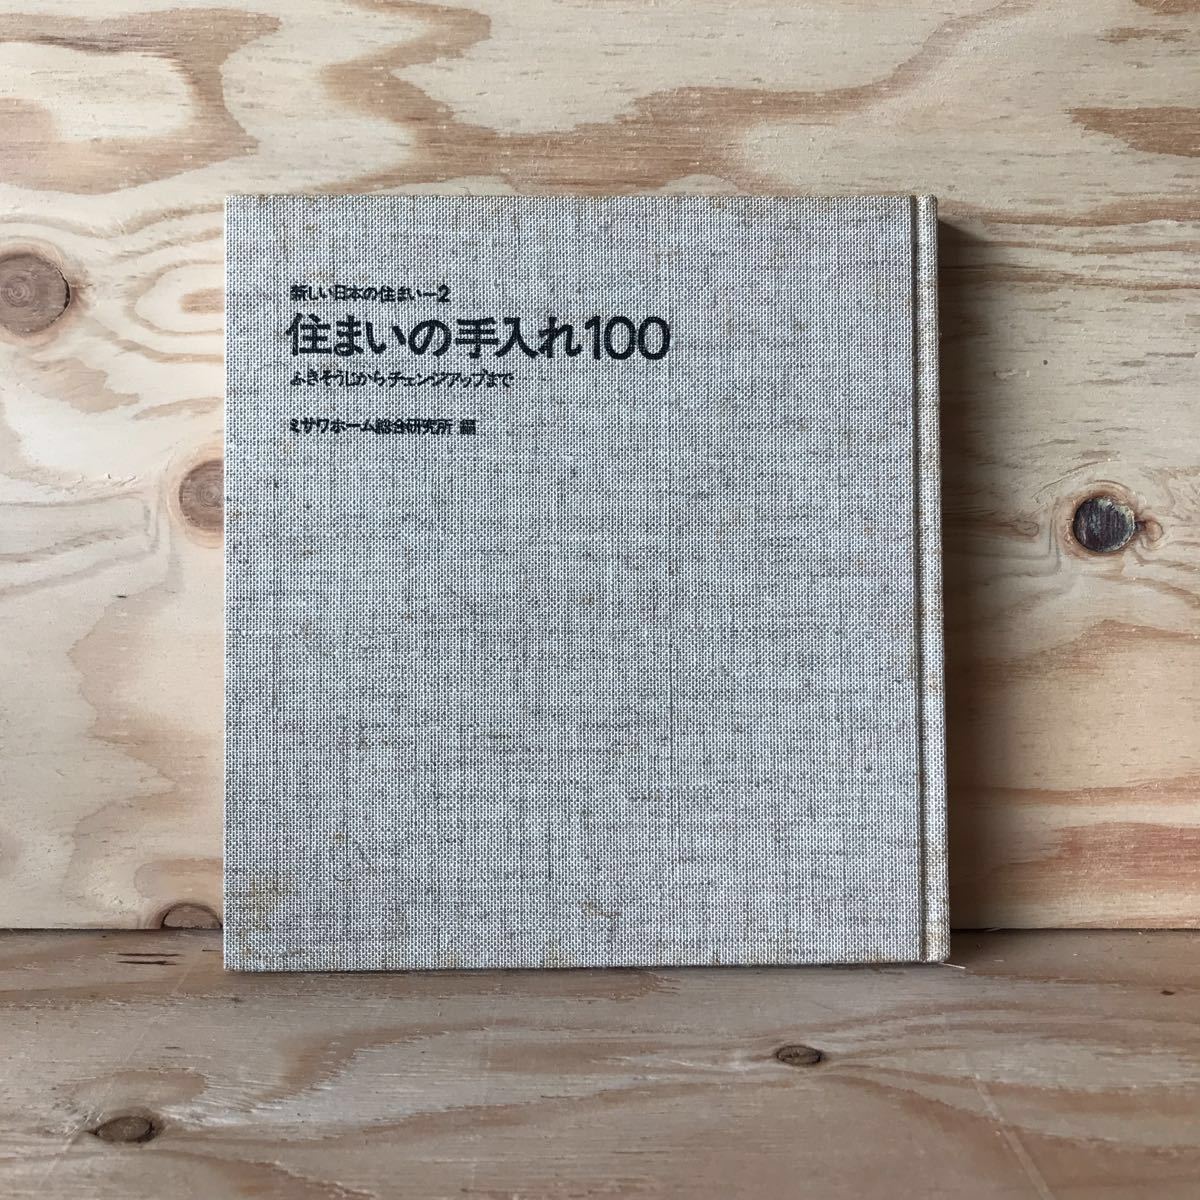 新しい日本の住まい―2
住まいの手入れ100
ふきそうじからチェンジアップまで
ミサワホーム総合研究所 編